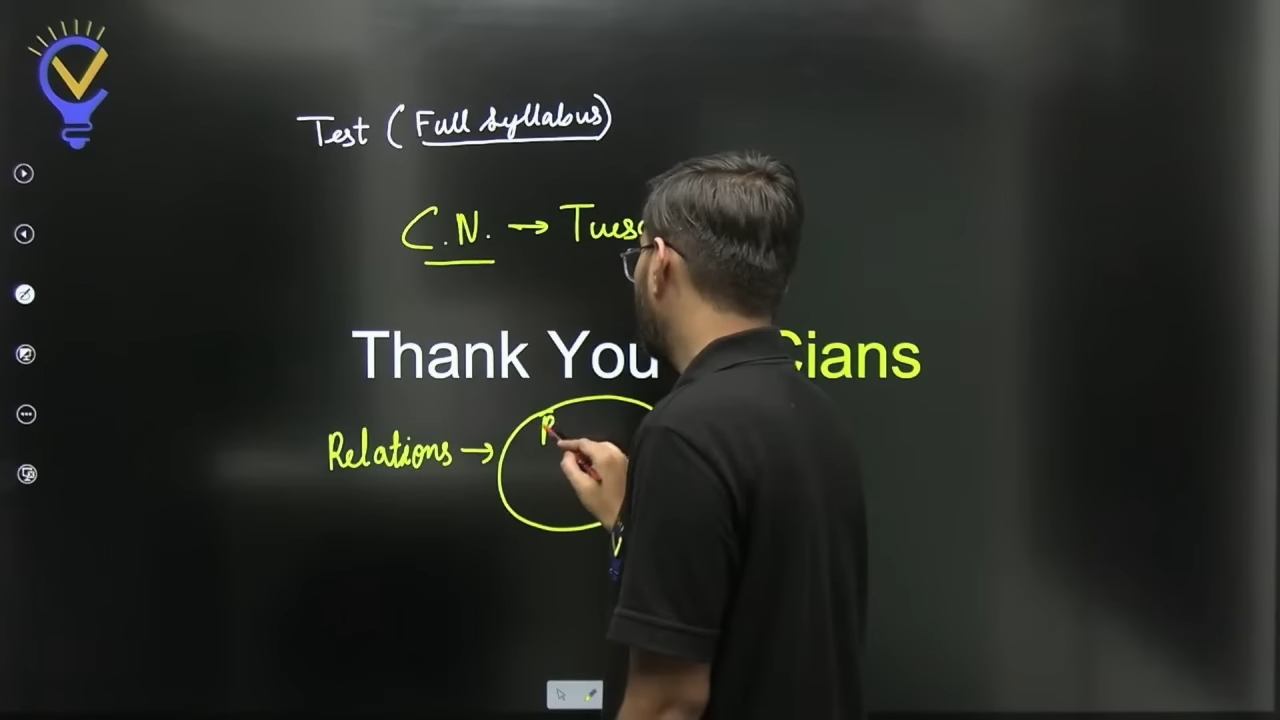 Test (Full Syllabus)
C.N. → Tues
Thank You Cians
Relations →